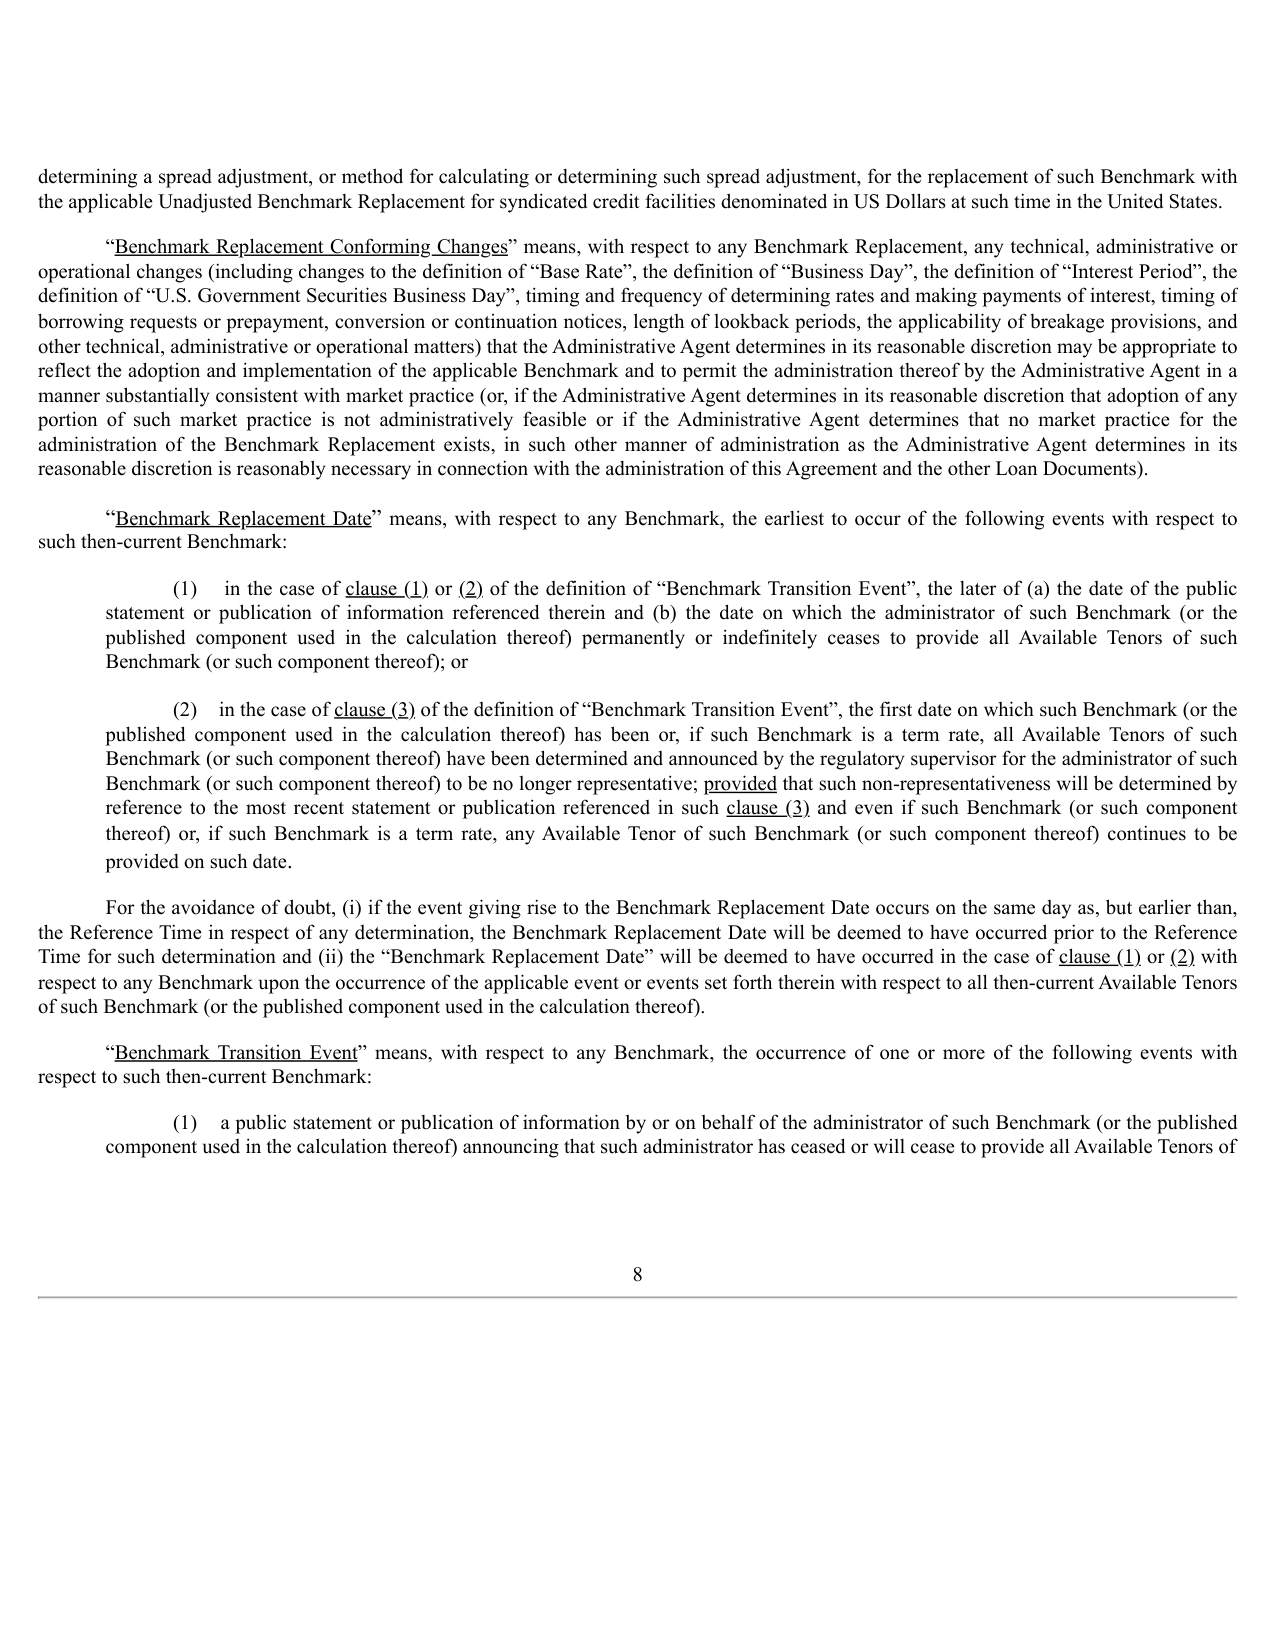 determining a spread adjustment, or method for calculating or determining such spread adjustment, for the replacement of such Benchmark with
the applicable Unadjusted Benchmark Replacement for syndicated credit facilities denominated in US Dollars at such time in the United States.
“Benchmark Replacement Conforming Changes” means, with respect to any Benchmark Replacement, any technical, administrative or
operational changes (including changes to the definition of “Base Rate”, the definition of “Business Day”, the definition of “Interest Period”, the
definition of “U.S. Government Securities Business Day”, timing and frequency of determining rates and making payments of interest, timing of
borrowing requests or prepayment, conversion or continuation notices, length of lookback periods, the applicability of breakage provisions, and
other technical, administrative or operational matters) that the Administrative Agent determines in its reasonable discretion may be appropriate to
reflect the adoption and implementation of the applicable Benchmark and to permit the administration thereof by the Administrative Agent in a
manner substantially consistent with market practice (or, if the Administrative Agent determines in its reasonable discretion that adoption of any
portion of such market practice is not administratively feasible or if the Administrative Agent determines that no market practice for the
administration of the Benchmark Replacement exists, in such other manner of administration as the Administrative Agent determines in its
reasonable discretion is reasonably necessary in connection with the administration of this Agreement and the other Loan Documents).
“Benchmark Replacement Date” means, with respect to any Benchmark, the earliest to occur of the following events with respect to
such then-current Benchmark:
(1) in the case of clause (1) or (2) of the definition of “Benchmark Transition Event”, the later of (a) the date of the public
statement or publication of information referenced therein and (b) the date on which the administrator of such Benchmark (or the
published component used in the calculation thereof) permanently or indefinitely ceases to provide all Available Tenors of such
Benchmark (or such component thereof); or
(2) in the case of clause (3) of the definition of “Benchmark Transition Event”, the first date on which such Benchmark (or the
published component used in the calculation thereof) has been or, if such Benchmark is a term rate, all Available Tenors of such
Benchmark (or such component thereof) have been determined and announced by the regulatory supervisor for the administrator of such
Benchmark (or such component thereof) to be no longer representative; provided that such non-representativeness will be determined by
reference to the most recent statement or publication referenced in such clause (3) and even if such Benchmark (or such component
thereof) or, if such Benchmark is a term rate, any Available Tenor of such Benchmark (or such component thereof) continues to be
provided on such date.
For the avoidance of doubt, (i) if the event giving rise to the Benchmark Replacement Date occurs on the same day as, but earlier than,
the Reference Time in respect of any determination, the Benchmark Replacement Date will be deemed to have occurred prior to the Reference
Time for such determination and (ii) the “Benchmark Replacement Date” will be deemed to have occurred in the case of clause (1) or (2) with
respect to any Benchmark upon the occurrence of the applicable event or events set forth therein with respect to all then-current Available Tenors
of such Benchmark (or the published component used in the calculation thereof).
“Benchmark Transition Event” means, with respect to any Benchmark, the occurrence of one or more of the following events with
respect to such then-current Benchmark:
(1) a public statement or publication of information by or on behalf of the administrator of such Benchmark (or the published
component used in the calculation thereof) announcing that such administrator has ceased or will cease to provide all Available Tenors of
8